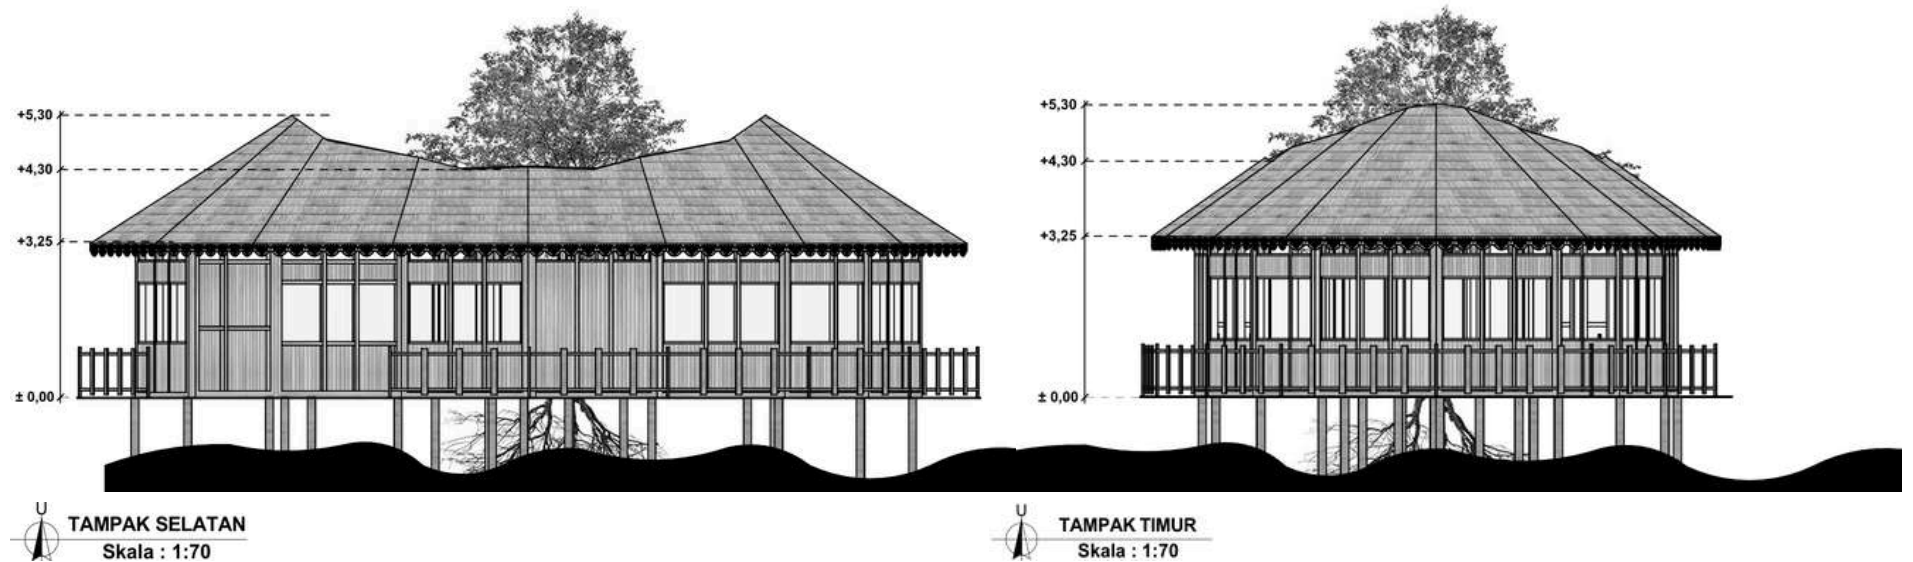 +5,30
+4,30
+3,25
± 0,00
U
TAMPAK SELATAN
Skala : 1:70
+5,30
+4,30
+3,25
± 0,00
U
TAMPAK TIMUR
Skala : 1:70